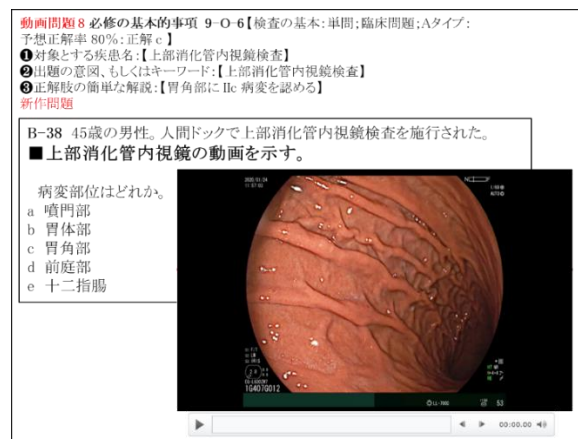 動画問題8 必修の基本的事項 9-O-6【検査の基本:単問;臨床問題;Aタイプ:
予想正解率 80%:正解 c】
❶対象とする疾患名:【上部消化管内視鏡検査】
❷出題の意図、もしくはキーワード:【上部消化管内視鏡検査】
❸正解肢の簡単な解説:【胃角部に IIc 病変を認める】
新作問題
B-38 45歳の男性。人間ドックで上部消化管内視鏡検査を施行された。
■上部消化管内視鏡の動画を示す。
病変部位はどれか。
a 噴門部
b 胃体部
c 胃角部
d 前庭部
e 十二指腸
1G407G012
LL-7000
53
00:00.00